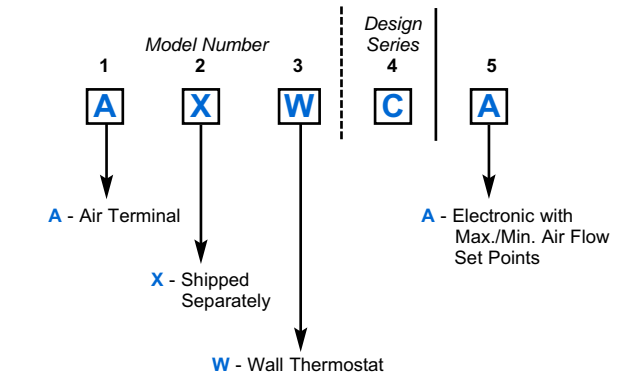 Model Number
Design
Series
1 2 3 4 5
A X W C A
A - Air Terminal
A - Electronic with
Max./Min. Air Flow
Set Points
X - Shipped
Separately
W - Wall Thermostat